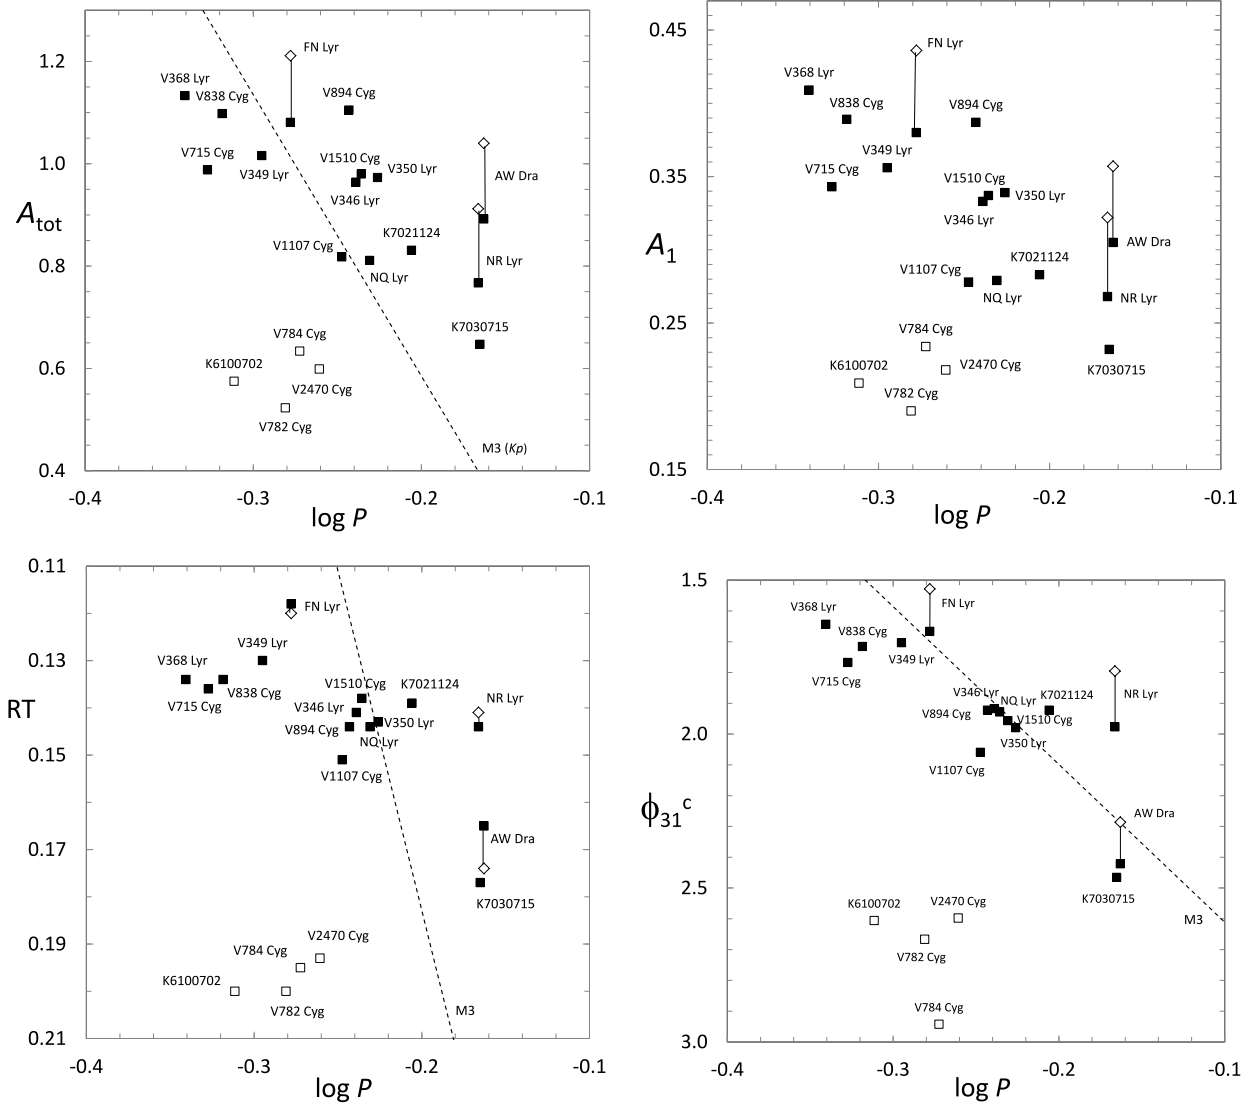 1.2
1.0
0.8
0.6
0.4
A_tot
FN Lyr
V368 Lyr
V838 Cyg
V894 Cyg
V715 Cyg
V349 Lyr
V1510 Cyg
V350 Lyr
V346 Lyr
AW Dra
K7021124
V1107 Cyg
NQ Lyr
NR Lyr
V784 Cyg
K7030715
K6100702
V2470 Cyg
V782 Cyg
M3 (Kp)
-0.4 -0.3 -0.2 -0.1
log P
0.45
0.35
0.25
0.15
A_1
FN Lyr
V368 Lyr
V838 Cyg
V894 Cyg
V349 Lyr
V715 Cyg
V1510 Cyg
V350 Lyr
V346 Lyr
AW Dra
K7021124
V1107 Cyg
NQ Lyr
NR Lyr
V784 Cyg
K6100702
V2470 Cyg
K7030715
V782 Cyg
-0.4 -0.3 -0.2 -0.1
log P
0.11
0.13
0.15
0.17
0.19
0.21
RT
FN Lyr
V349 Lyr
V368 Lyr
V1510 Cyg
K7021124
V838 Cyg
V715 Cyg
V346 Lyr
NR Lyr
V894 Cyg
V350 Lyr
NQ Lyr
V1107 Cyg
AW Dra
K7030715
V2470 Cyg
V784 Cyg
K6100702
V782 Cyg
M3
-0.4 -0.3 -0.2 -0.1
log P
1.5
2.0
2.5
3.0
ϕ_31^c
FN Lyr
V368 Lyr
V838 Cyg
V349 Lyr
V715 Cyg
V346 Lyr
NQ Lyr
K7021124
NR Lyr
V894 Cyg
V1510 Cyg
V350 Lyr
V1107 Cyg
AW Dra
K7030715
K6100702
V2470 Cyg
M3
V782 Cyg
V784 Cyg
-0.4 -0.3 -0.2 -0.1
log P